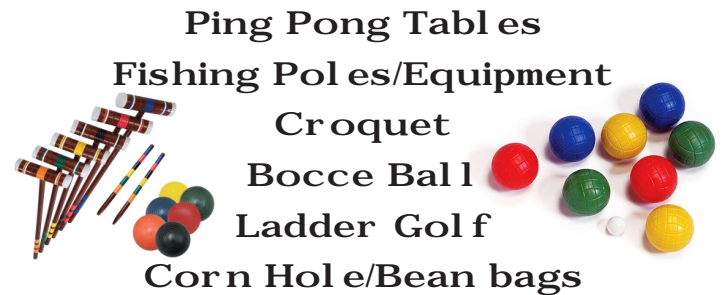 Ping Pong Tables
Fishing Poles/Equipment
Croquet
Bocce Ball
Ladder Golf
Corn Hole/Bean bags